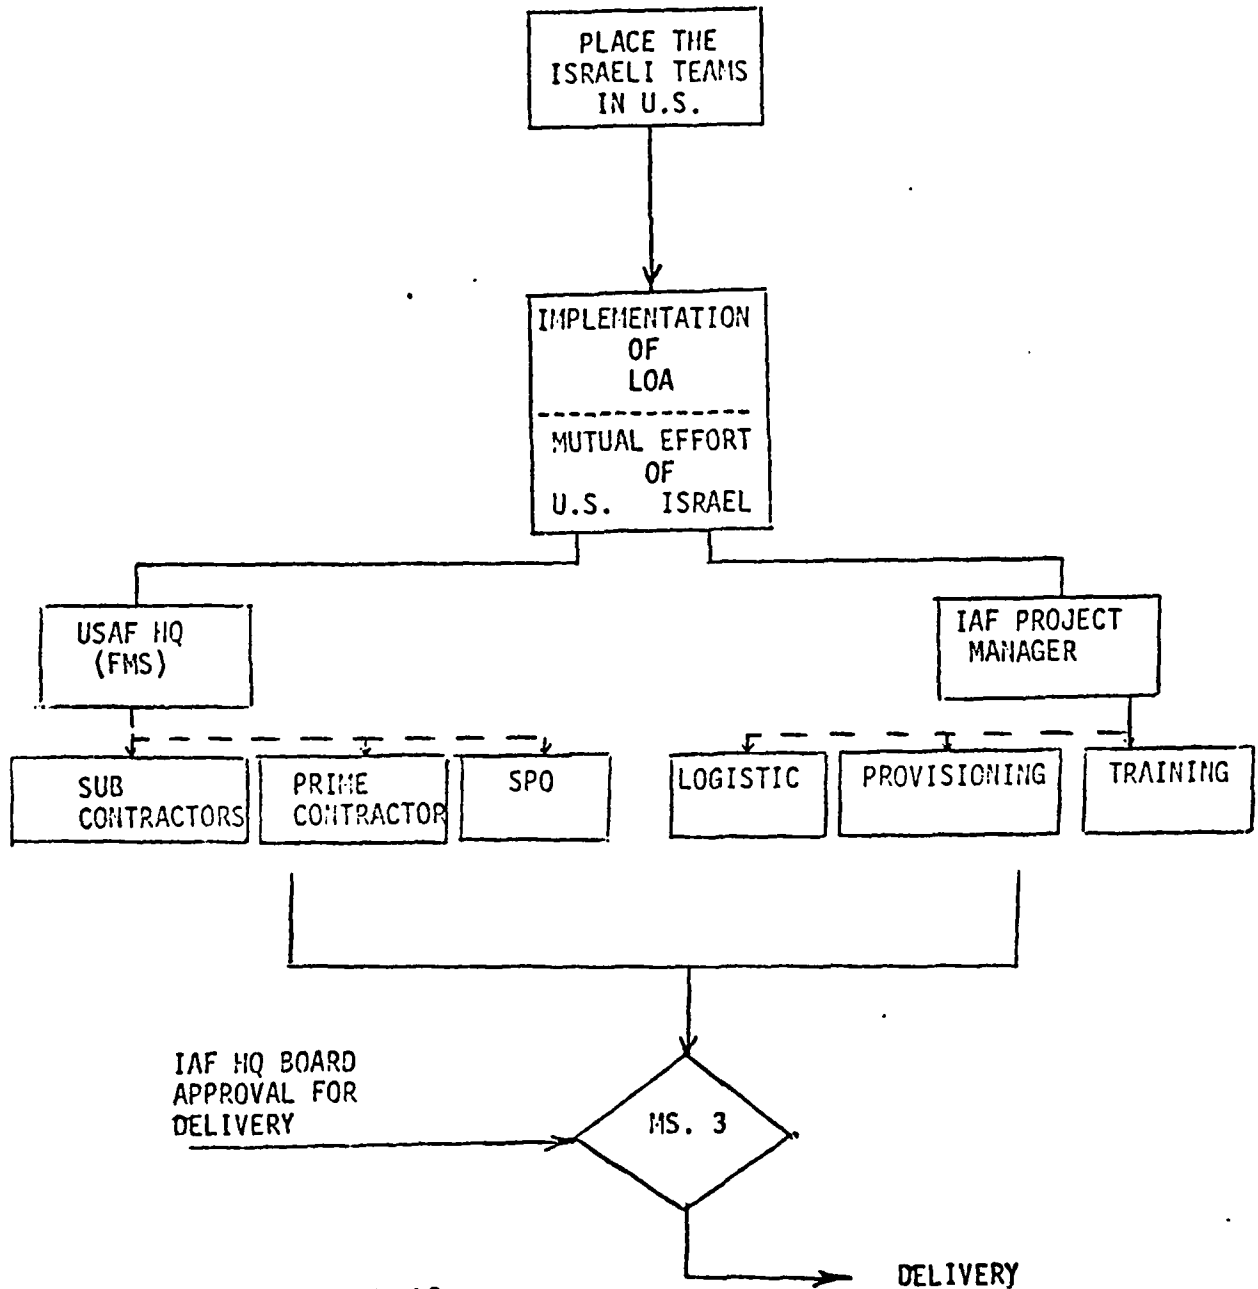 PLACE THE
ISRAELI TEAMS
IN U.S.
IMPLEMENTATION
OF
LOA
MUTUAL EFFORT
OF
U.S. ISRAEL
USAF HQ
(FMS)
IAF PROJECT
MANAGER
SUB
CONTRACTORS
PRIME
CONTRACTOR
SPO
LOGISTIC
PROVISIONING
TRAINING
IAF HQ BOARD
APPROVAL FOR
DELIVERY
MS. 3
DELIVERY